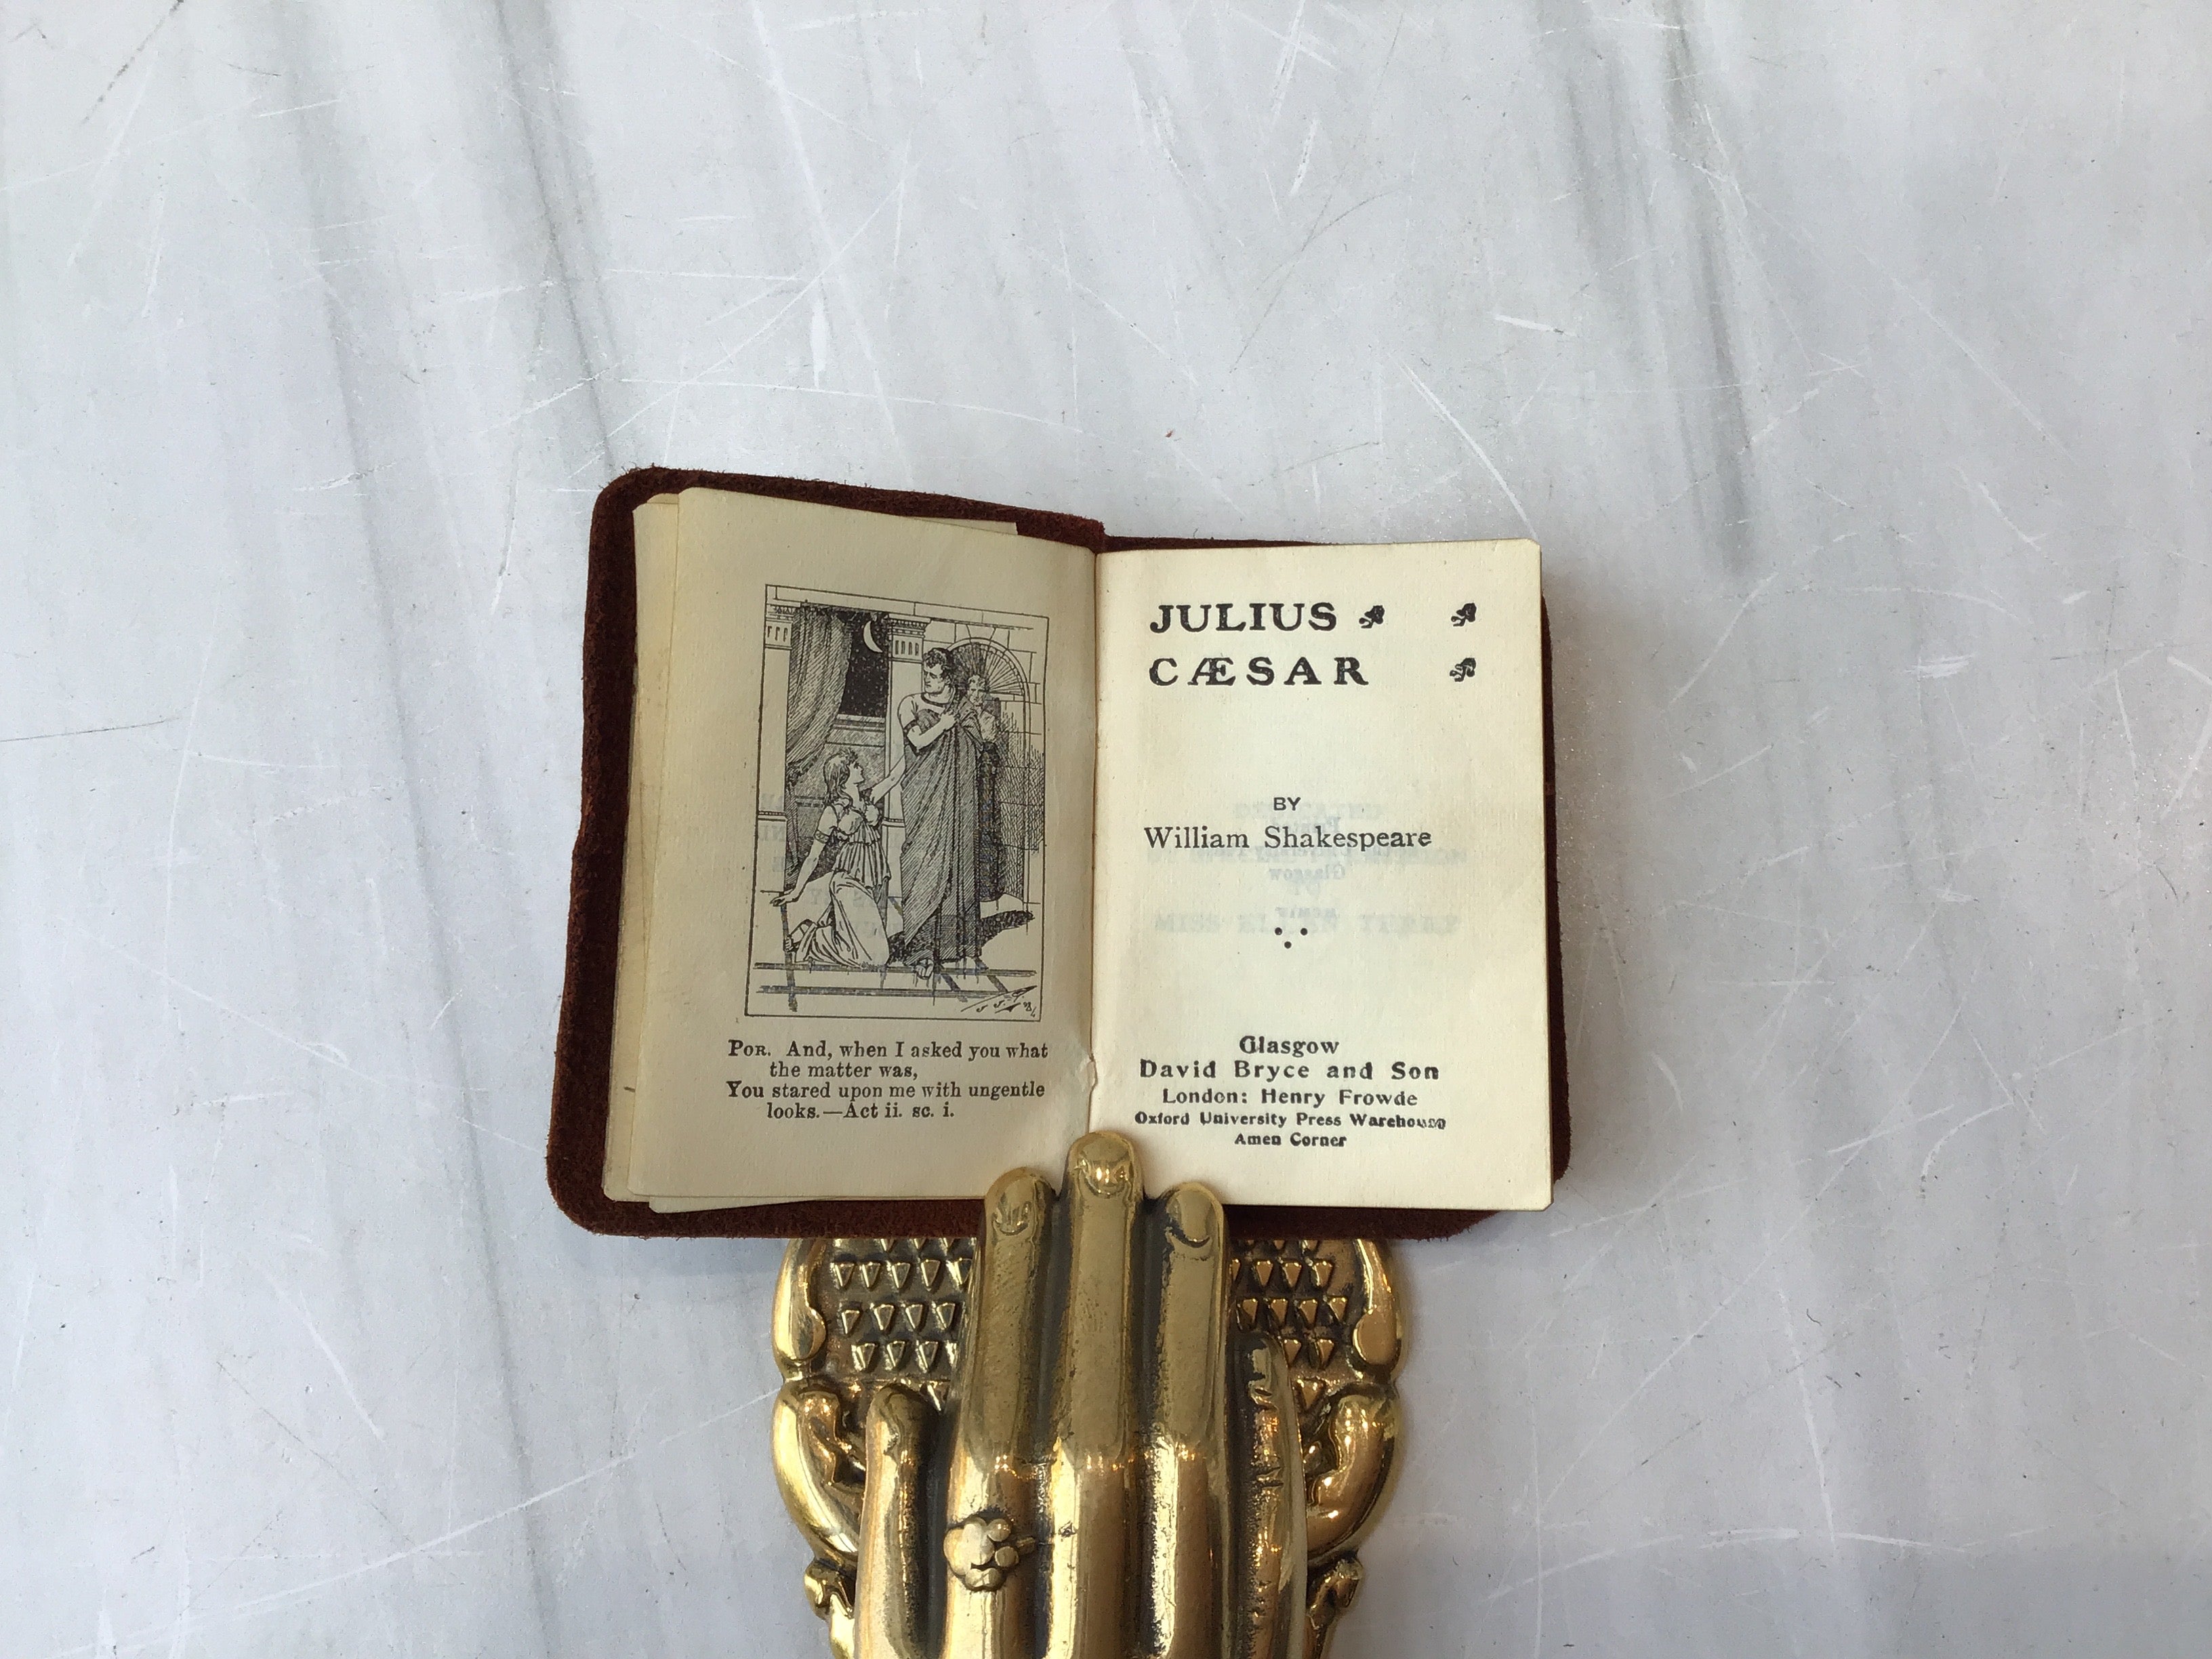 POR. And, when I asked you what
the matter was,
You stared upon me with ungentle
looks.—Act ii. sc. i.
JULIUS
CÆSAR
BY
William Shakespeare
Glasgow
David Bryce and Son
London: Henry Frowde
Oxford University Press Warehouse
Amen Corner